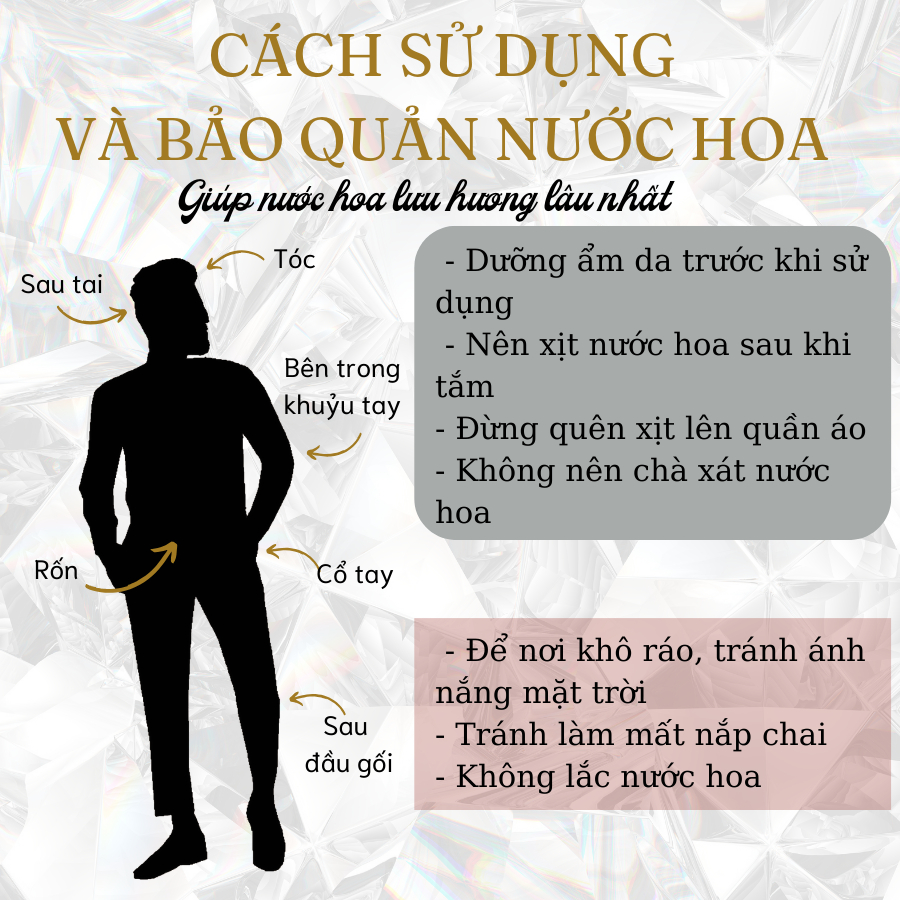 CÁCH SỬ DỤNG
VÀ BẢO QUẢN NƯỚC HOA
Giúp nước hoa lưu hương lâu nhất
Tóc
Sau tai
Bên trong
khuỷu tay
Rốn
Cổ tay
Sau
đầu gối
- Dưỡng ẩm da trước khi sử
dụng
- Nên xịt nước hoa sau khi
tắm
- Đừng quên xịt lên quần áo
- Không nên chà xát nước
hoa
- Để nơi khô ráo, tránh ánh
nắng mặt trời
- Tránh làm mất nắp chai
- Không lắc nước hoa